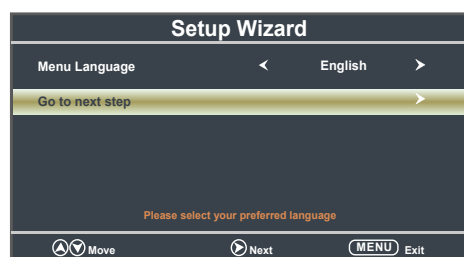 Setup Wizard
Menu Language English
Go to next step
Please select your preferred language
Move Next MENU Exit